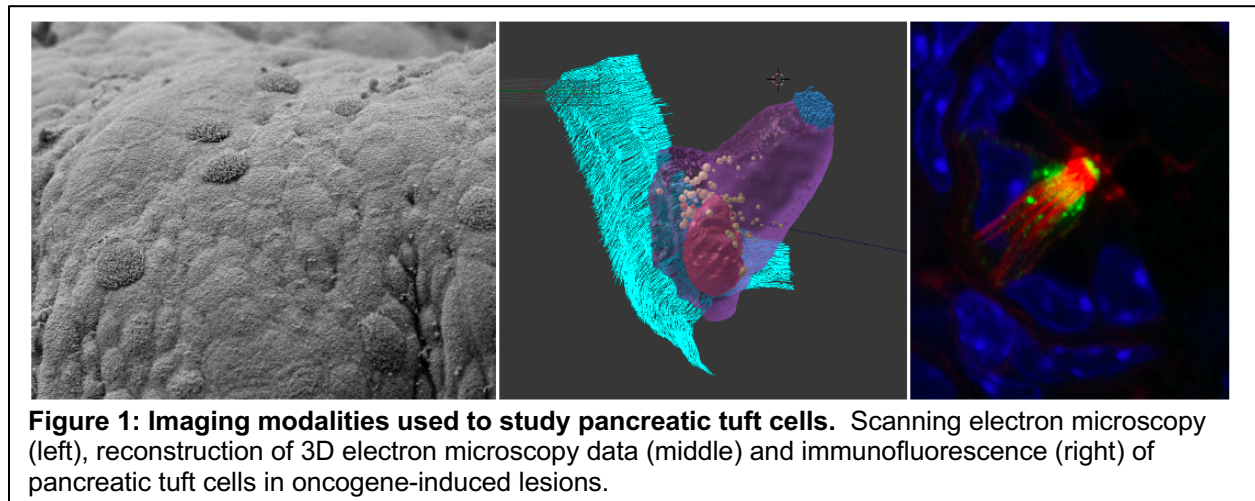 Figure 1: Imaging modalities used to study pancreatic tuft cells. Scanning electron microscopy
(left), reconstruction of 3D electron microscopy data (middle) and immunofluorescence (right) of
pancreatic tuft cells in oncogene-induced lesions.